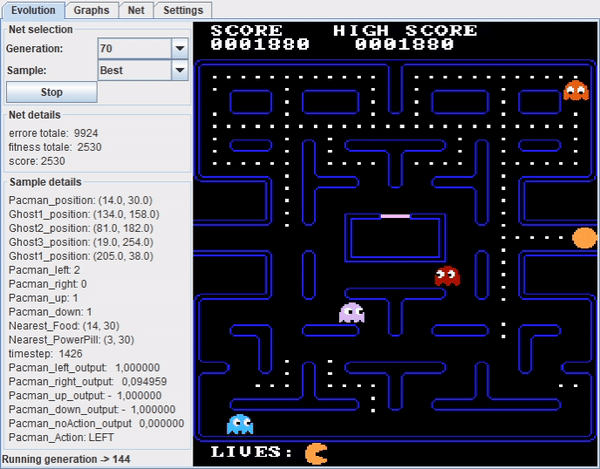 Evolution Graphs Net Settings
Net selection
Generation: 70
Sample: Best
Stop
Net details
errore totale: 9924
fitness totale: 2530
score: 2530
Sample details
Pacman_position: (14.0, 30.0)
Ghost1_position: (134.0, 158.0)
Ghost2_position: (81.0, 182.0)
Ghost3_position: (19.0, 254.0)
Ghost1_position: (205.0, 38.0)
Pacman_left: 2
Pacman_right: 0
Pacman_up: 1
Pacman_down: 1
Nearest_Food: (14, 30)
Nearest_PowerPill: (3, 30)
timestep: 1426
Pacman_left_output: 1,000000
Pacman_right_output: 0,094959
Pacman_up_output: - 1,000000
Pacman_down_output: - 1,000000
Pacman_noAction_output 0,000000
Pacman_Action: LEFT
Running generation -> 144
SCORE HIGH SCORE
0001880 0001880
LIVES: